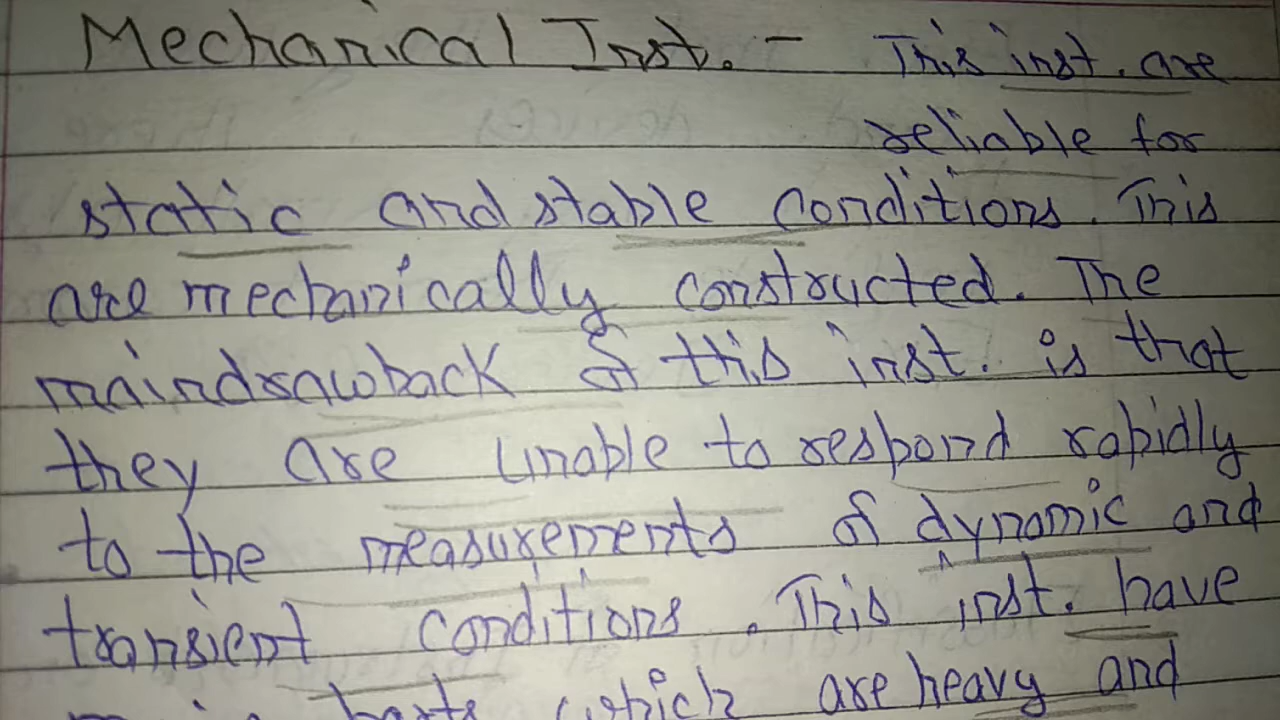 Mechanical Inst. - This inst. are
reliable for
static and stable conditions. This
are mechanically constructed. The
maindrawback of this inst. is that
they are unable to respond rapidly
to the measurements of dynamic and
transient conditions. This inst. have
parts which are heavy and